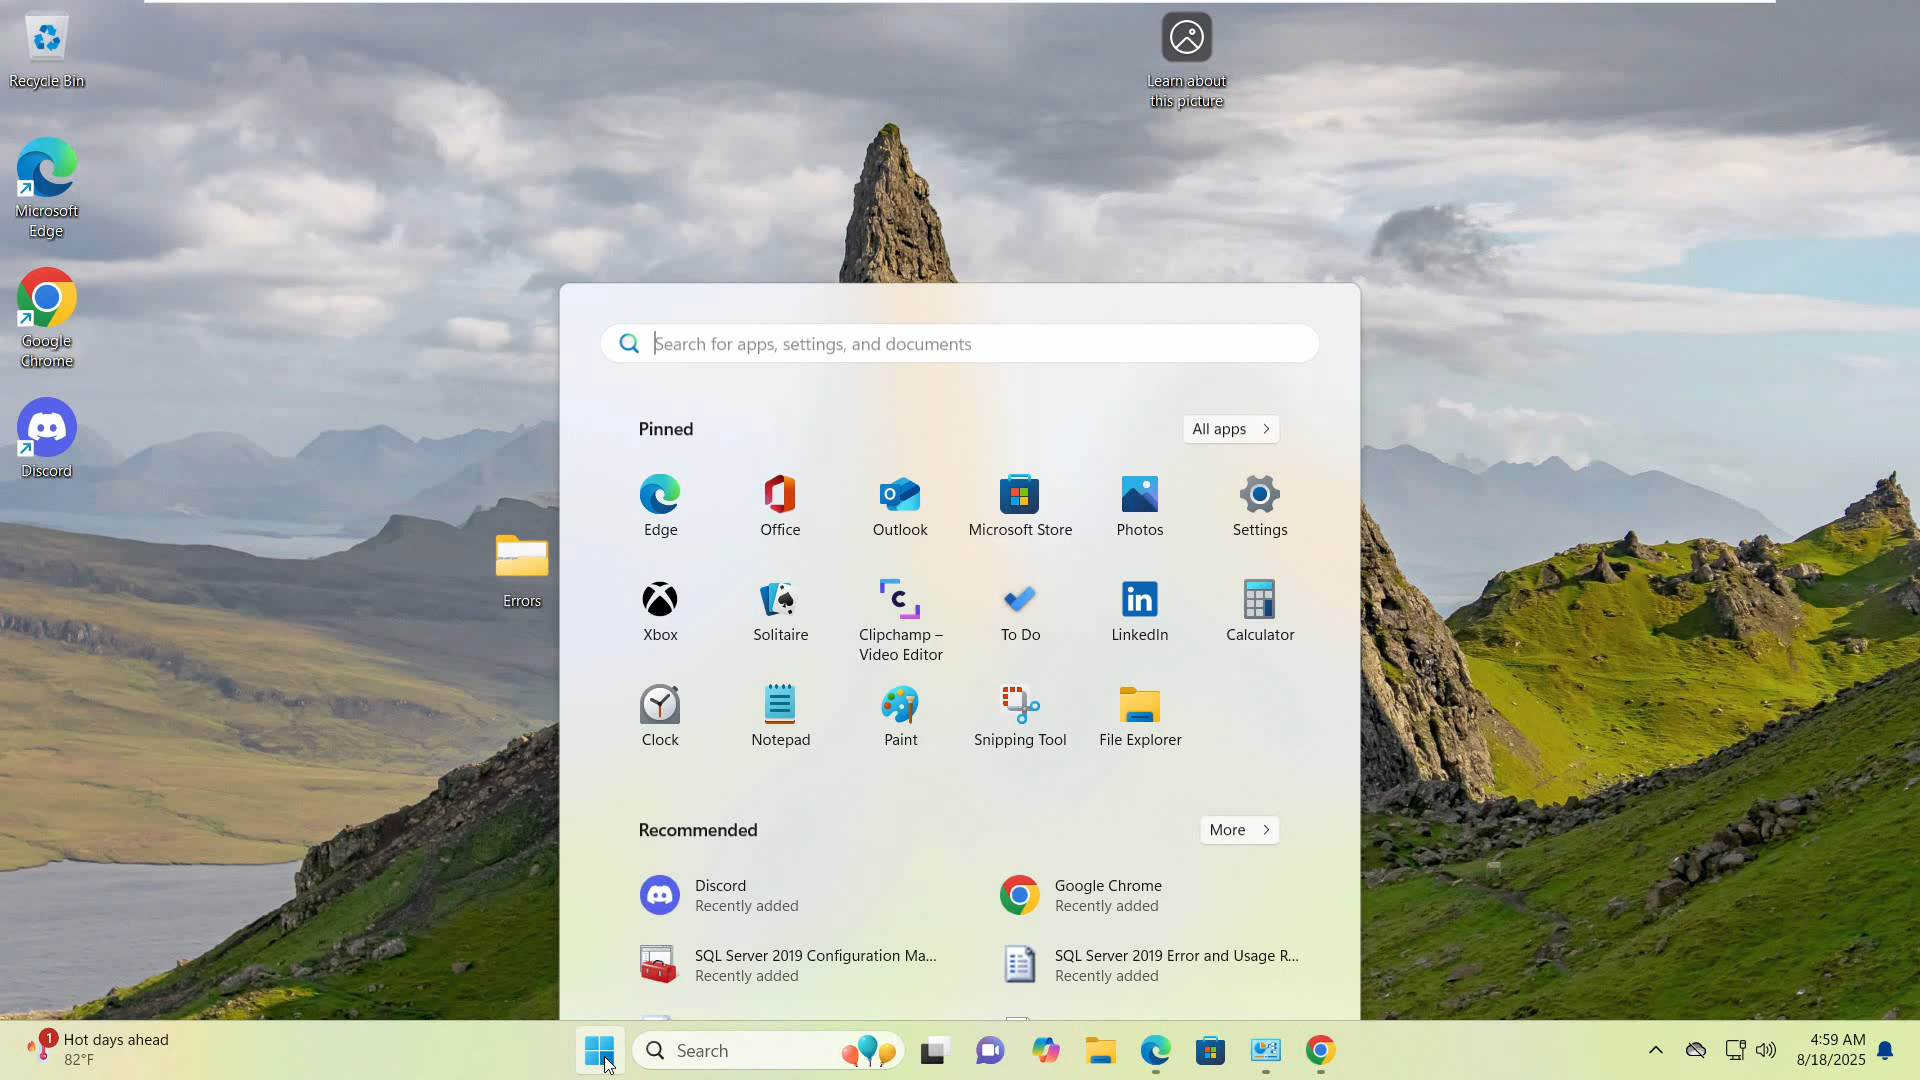 Recycle Bin
Learn about
this picture
Microsoft
Edge
Google
Chrome
Discord
Errors
Search for apps, settings, and documents
Pinned
All apps
Edge
Office
Outlook
Microsoft Store
Photos
Settings
Xbox
Solitaire
Clipchamp –
Video Editor
To Do
LinkedIn
Calculator
Clock
Notepad
Paint
Snipping Tool
File Explorer
Recommended
More
Discord
Recently added
Google Chrome
Recently added
SQL Server 2019 Configuration Ma...
Recently added
SQL Server 2019 Error and Usage R...
Recently added
1
Hot days ahead
82°F
Search
4:59 AM
8/18/2025